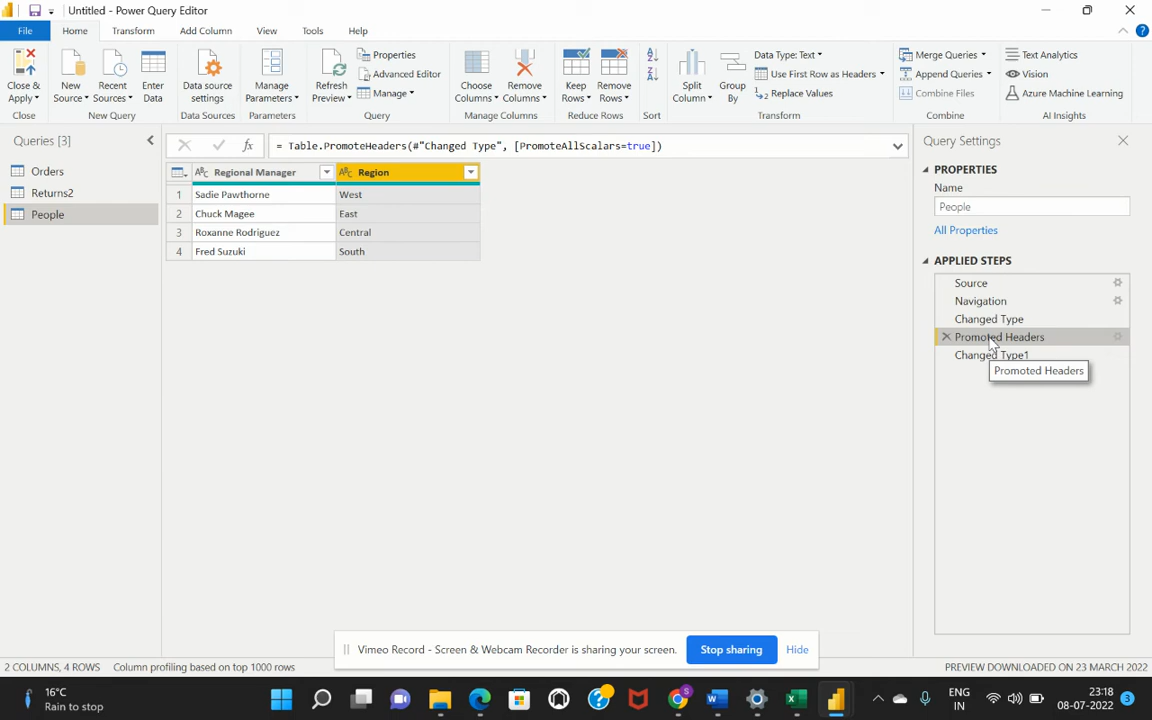 Untitled - Power Query Editor
File
Home
Transform
Add Column
View
Tools
Help
Close & Apply
Close
New Source
Recent Sources
Enter Data
New Query
Data source settings
Data Sources
Manage Parameters
Parameters
Refresh Preview
Properties
Advanced Editor
Manage
Query
Choose Columns
Remove Columns
Manage Columns
Keep Rows
Remove Rows
Reduce Rows
Sort
Split Column
Group By
Data Type: Text
Use First Row as Headers
Replace Values
Transform
Merge Queries
Append Queries
Combine Files
Combine
Text Analytics
Vision
Azure Machine Learning
AI Insights
Queries [3]
Orders
Returns2
People
= Table.PromoteHeaders(#"Changed Type", [PromoteAllScalars=true])
Regional Manager Region
1 Sadie Pawthorne West
2 Chuck Magee East
3 Roxanne Rodriguez Central
4 Fred Suzuki South
Query Settings
PROPERTIES
Name
People
All Properties
APPLIED STEPS
Source
Navigation
Changed Type
Promoted Headers
Changed Type1
Promoted Headers
Vimeo Record - Screen & Webcam Recorder is sharing your screen. Stop sharing Hide
2 COLUMNS, 4 ROWS Column profiling based on top 1000 rows PREVIEW DOWNLOADED ON 23 MARCH 2022
16°C
Rain to stop
ENG
IN
23:18
08-07-2022
3